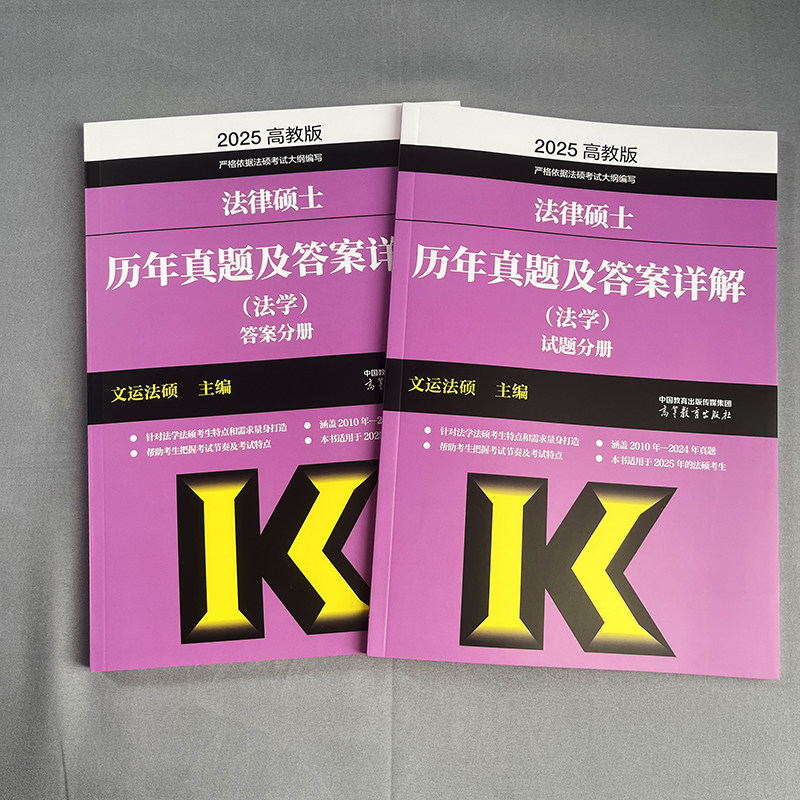 2025 高教版
严格依据法硕考试大纲编写
法律硕士
历年真题及答案详
（法学）
答案分册
文运法硕 主编
中国教
高等
针对法学法硕考生特点和需求量身打造
帮助考生把握考试节奏及考试特点
涵盖 2010 年—2
本书适用于 202
K
2025 高教版
严格依据法硕考试大纲编写
法律硕士
历年真题及答案详解
（法学）
试题分册
文运法硕 主编
中国教育出版传媒集团
高等教育出版社
针对法学法硕考生特点和需求量身打造
帮助考生把握考试节奏及考试特点
涵盖 2010 年—2024 年真题
本书适用于 2025 年的法硕考生
K